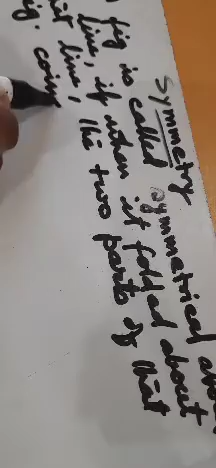 Symmetry
fig is called symmetrical about
line, if when it folded about
line, the two parts of that
fig. coin